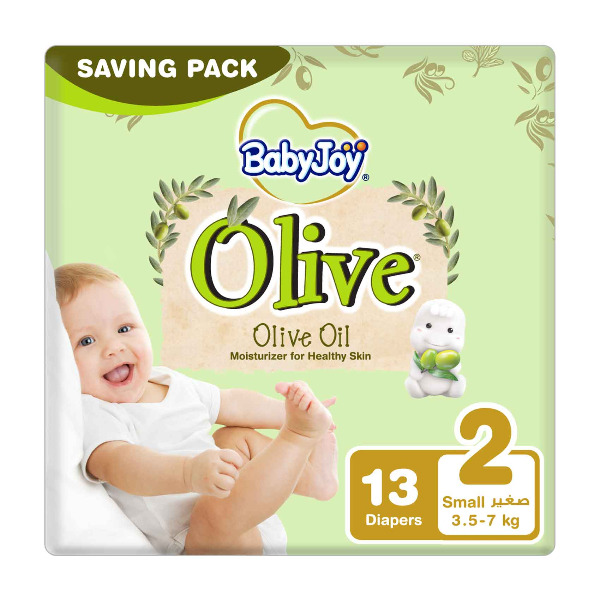 SAVING PACK
BabyJoy®
Olive®
Olive Oil
Moisturizer for Healthy Skin
13
Diapers
2
Small صغير
3.5-7 kg